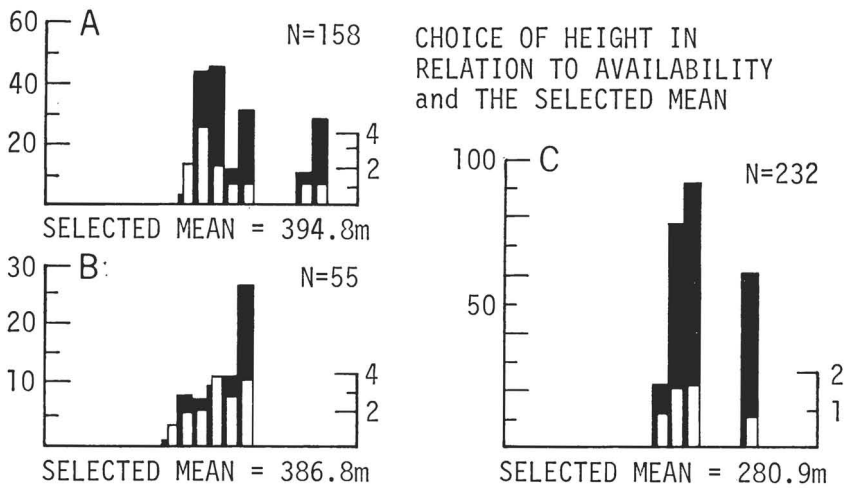 CHOICE OF HEIGHT IN
RELATION TO AVAILABILITY
and THE SELECTED MEAN
A
N=158
60
40
20
4
2
SELECTED MEAN = 394.8m
B
N=55
30
20
10
4
2
SELECTED MEAN = 386.8m
C
N=232
100
50
2
1
SELECTED MEAN = 280.9m